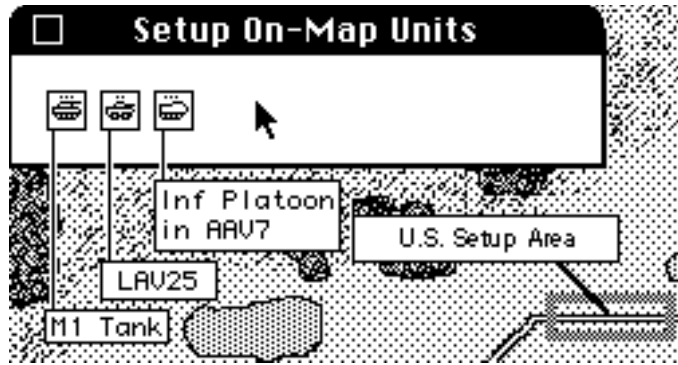 Setup On-Map Units
Inf Platoon
in AAV7
U.S. Setup Area
LAV25
M1 Tank